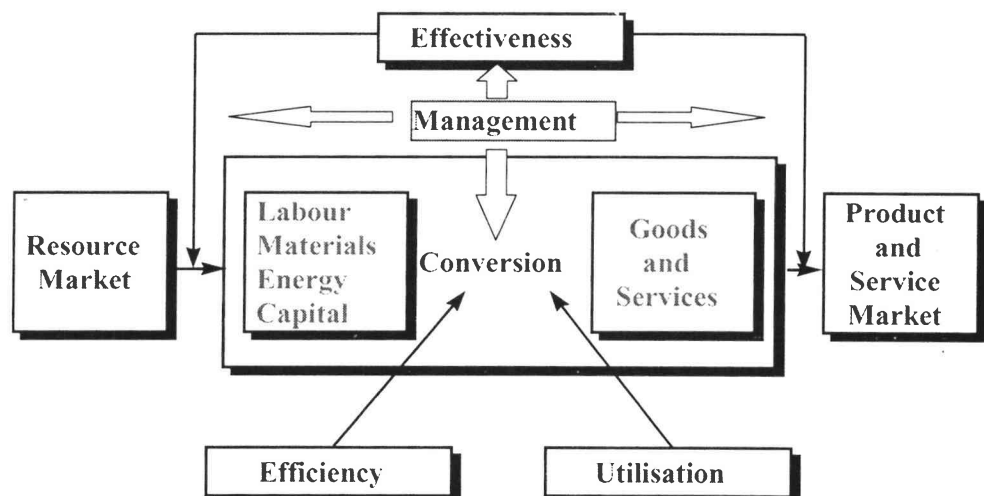 Effectiveness
Management
Resource
Market
Labour
Materials
Energy
Capital
Conversion
Goods
and
Services
Product
and
Service
Market
Efficiency
Utilisation